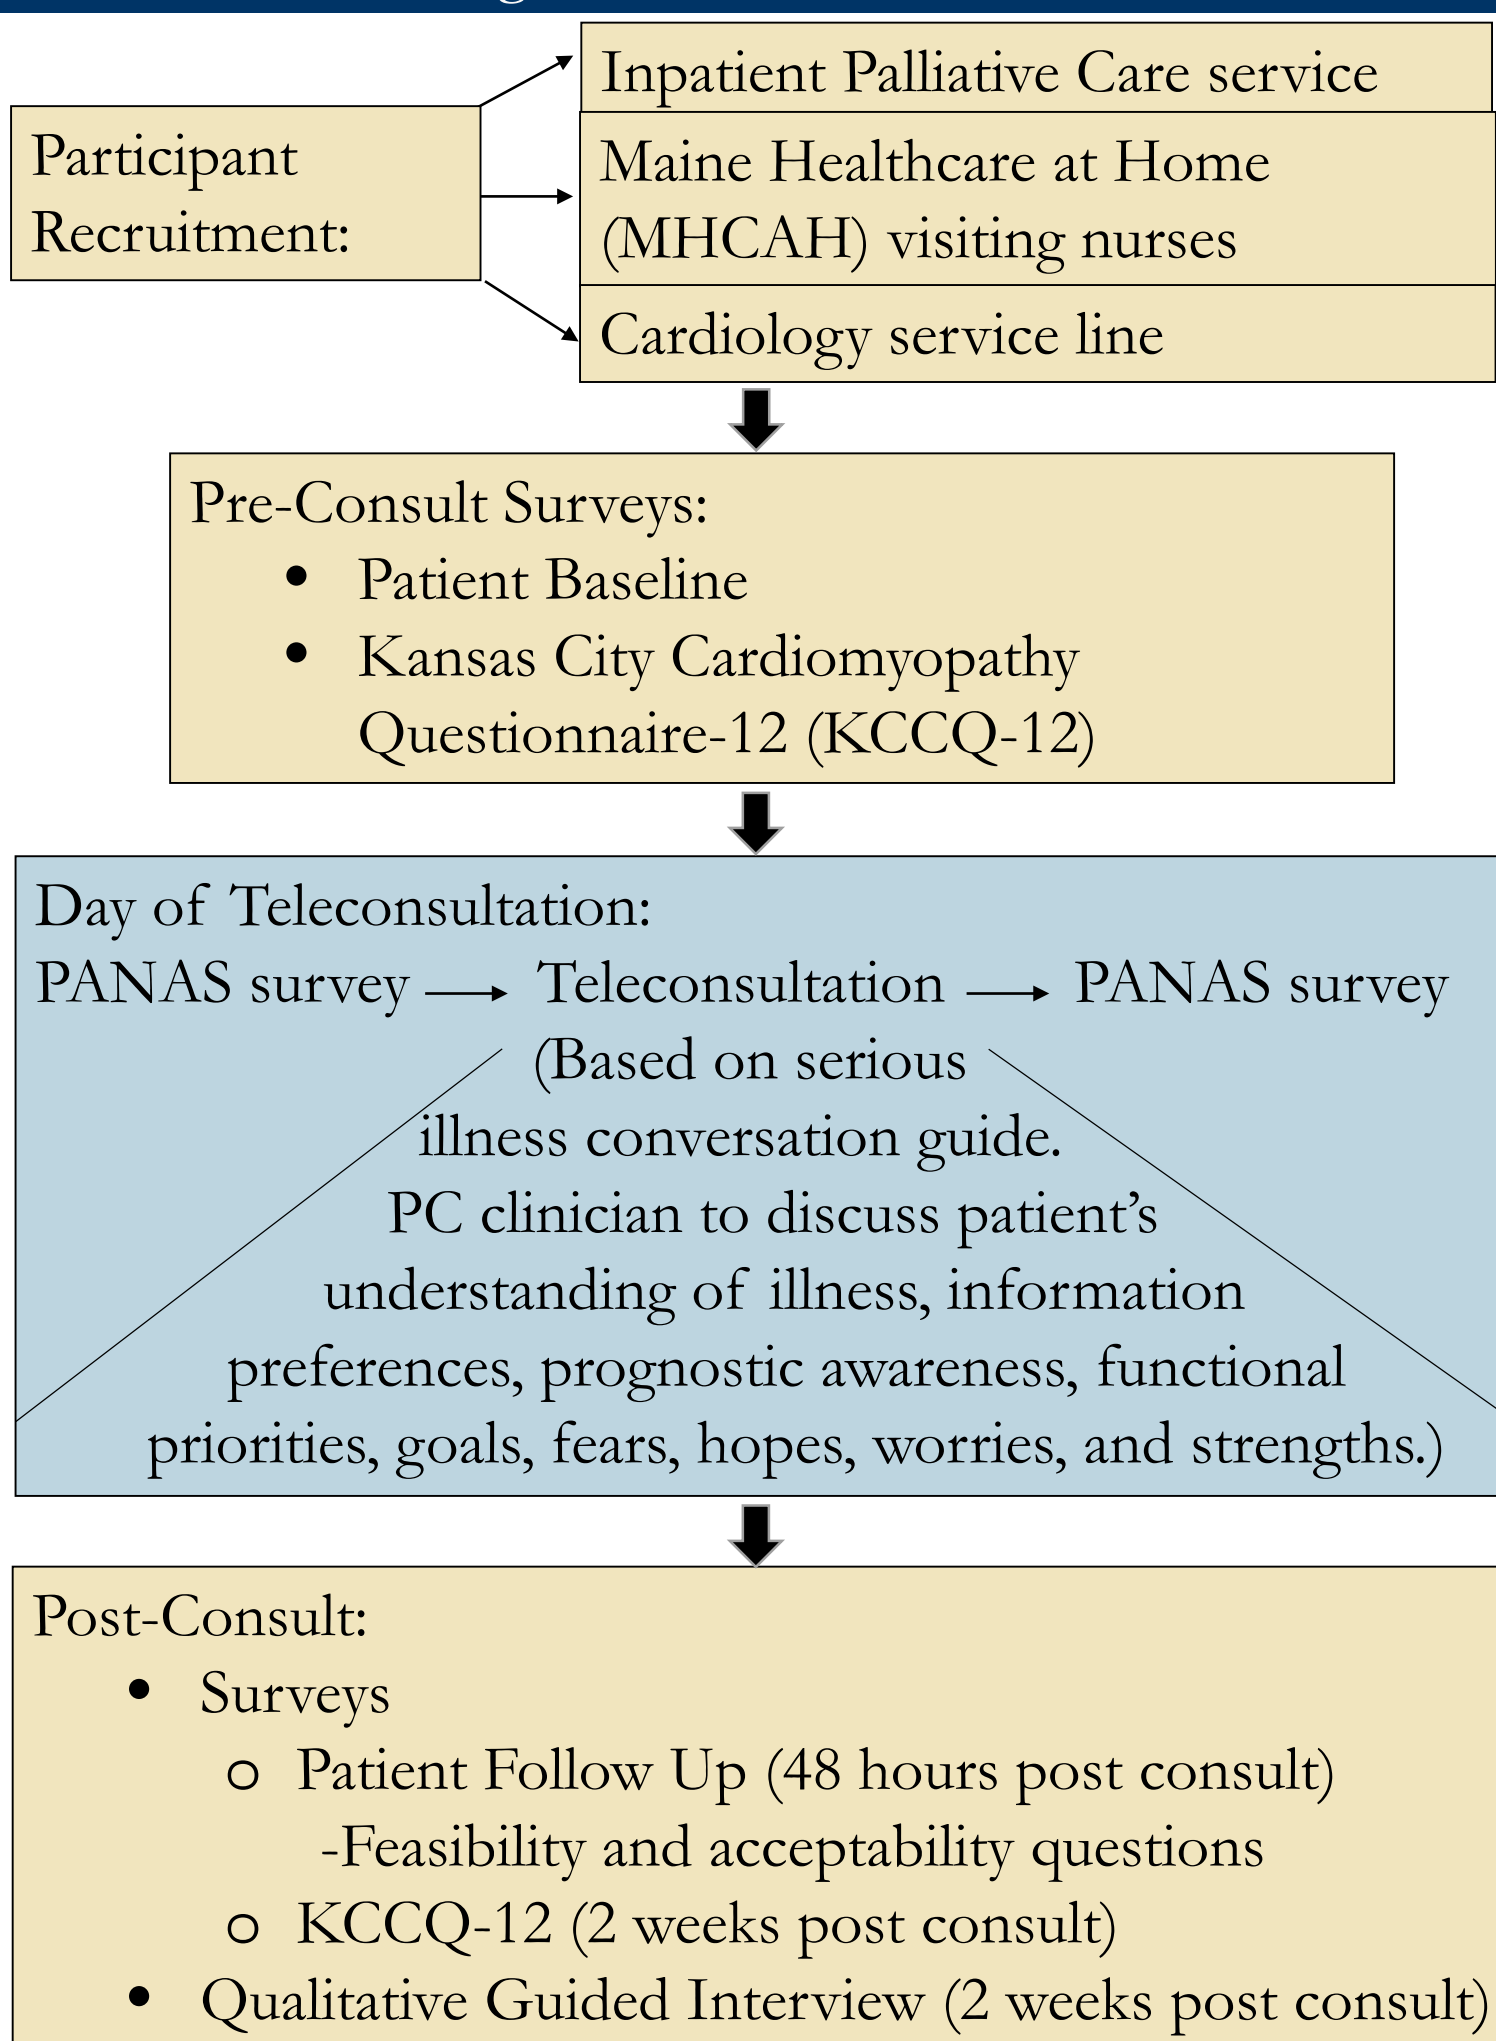 Participant
Recruitment:
Inpatient Palliative Care service
Maine Healthcare at Home
(MHCAH) visiting nurses
Cardiology service line
Pre-Consult Surveys:
• Patient Baseline
• Kansas City Cardiomyopathy
Questionnaire-12 (KCCQ-12)
Day of Teleconsultation:
PANAS survey → Teleconsultation → PANAS survey
(Based on serious
illness conversation guide.
PC clinician to discuss patient’s
understanding of illness, information
preferences, prognostic awareness, functional
priorities, goals, fears, hopes, worries, and strengths.)
Post-Consult:
• Surveys
o Patient Follow Up (48 hours post consult)
-Feasibility and acceptability questions
o KCCQ-12 (2 weeks post consult)
• Qualitative Guided Interview (2 weeks post consult)